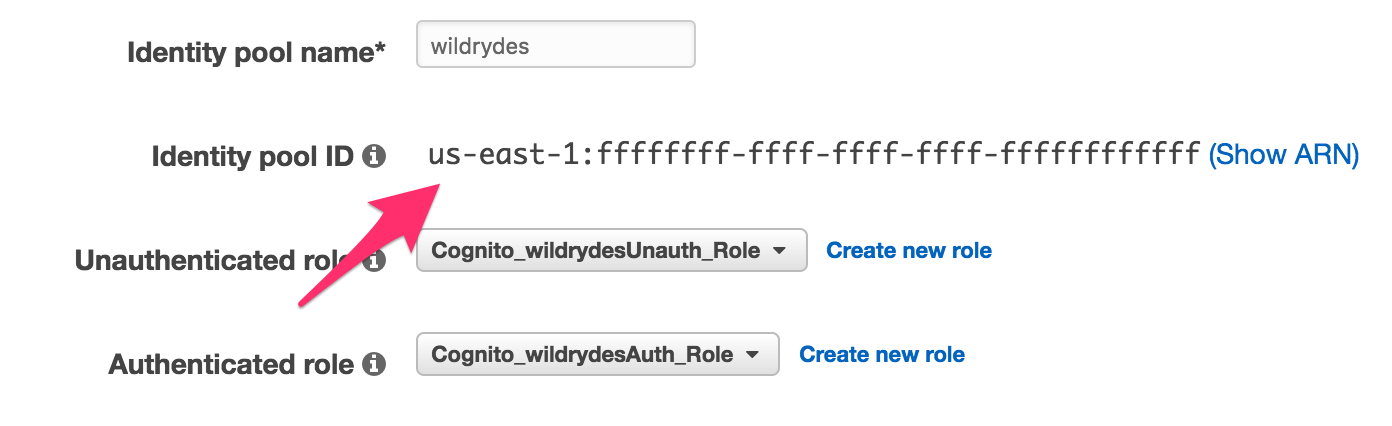 Identity pool name* wildrydes
Identity pool ID us-east-1:ffffffff-ffff-ffff-ffff-ffffffffffff (Show ARN)
Unauthenticated role Cognito_wildrydesUnauth_Role Create new role
Authenticated role Cognito_wildrydesAuth_Role Create new role